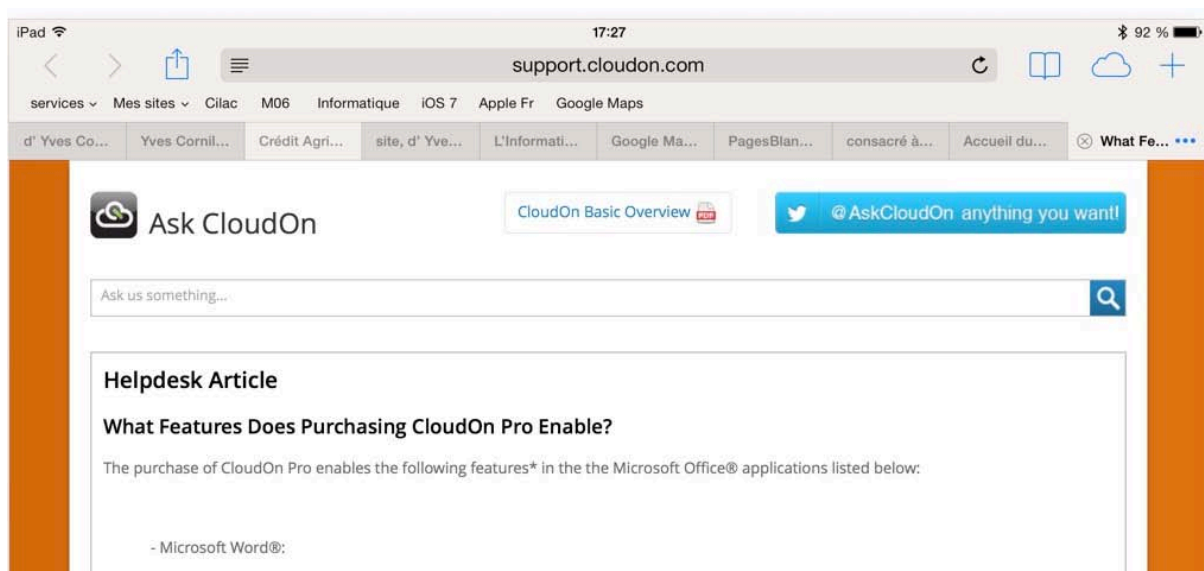 iPad 17:27 92 %
support.cloudon.com
services Mes sites Cilac M06 Informatique iOS 7 Apple Fr Google Maps
d' Yves Co... Yves Cornil... Crédit Agri... site, d' Yve... L'Informati... Google Ma... PagesBlan... consacré à... Accueil du... What Fe...
Ask CloudOn CloudOn Basic Overview PDF @AskCloudOn anything you want!
Ask us something...
Helpdesk Article
What Features Does Purchasing CloudOn Pro Enable?
The purchase of CloudOn Pro enables the following features* in the the Microsoft Office® applications listed below:
- Microsoft Word®: